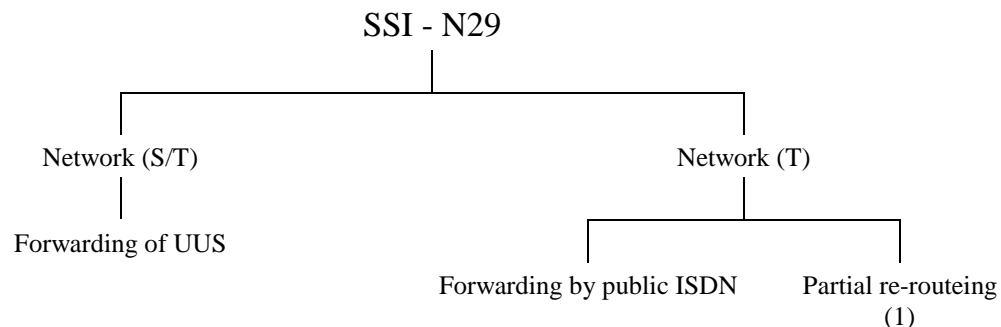 SSI - N29
Network (S/T)
Network (T)
Forwarding of UUS
Forwarding by public ISDN
Partial re-routeing
(1)